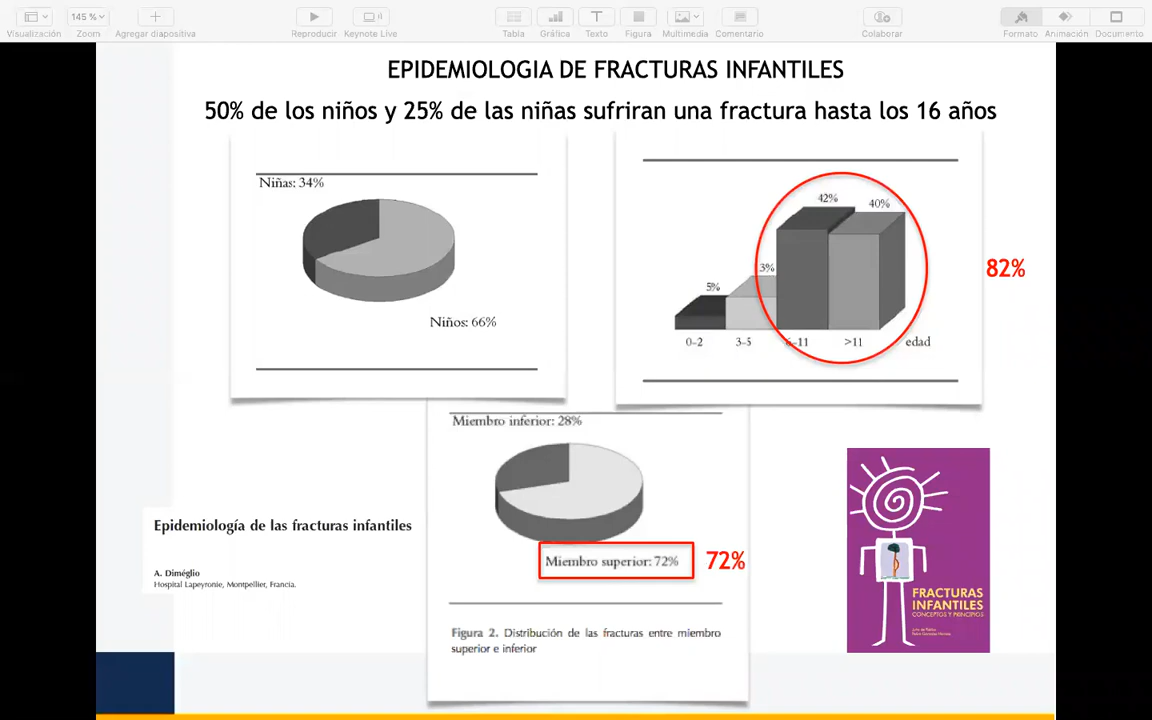 145 %
Visualización
Zoom
Agregar diapositiva
Reproducir
Keynote Live
Tabla
Gráfica
Texto
Figura
Multimedia
Comentario
Colaborar
Formato
Animación
Documento
EPIDEMIOLOGIA DE FRACTURAS INFANTILES
50% de los niños y 25% de las niñas sufriran una fractura hasta los 16 años
Niñas: 34%
Niños: 66%
42%
40%
3%
5%
0–2
3–5
6–11
>11
edad
82%
Miembro inferior: 28%
Miembro superior: 72%
72%
Figura 2. Distribución de las fracturas entre miembro
superior e inferior
Epidemiología de las fracturas infantiles
A. Diméglio
Hospital Lapeyronie, Montpellier, Francia.
FRACTURAS
INFANTILES
CONCEPTOS Y PRINCIPIOS